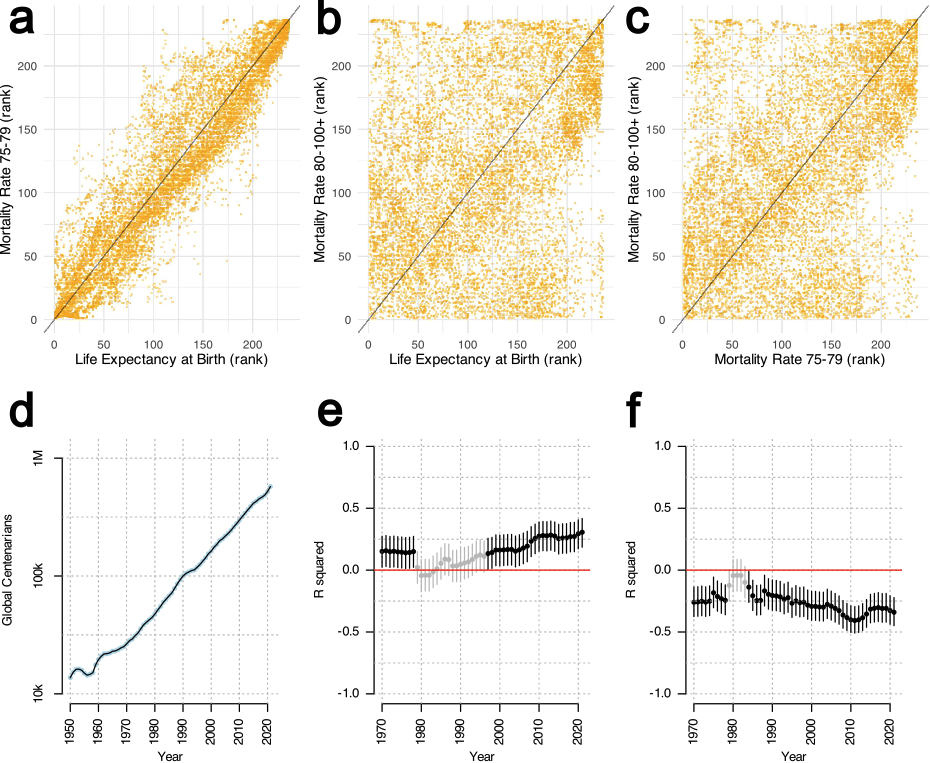 a
Mortality Rate 75-79 (rank)
200
150
100
50
0
0 50 100 150 200
Life Expectancy at Birth (rank)
b
Mortality Rate 80-100+ (rank)
200
150
100
50
0
0 50 100 150 200
Life Expectancy at Birth (rank)
c
Mortality Rate 80-100+ (rank)
200
150
100
50
0
0 50 100 150 200
Mortality Rate 75-79 (rank)
d
Global Centenarians
1M
100k
10k
1950 1960 1970 1980 1990 2000 2010 2020
Year
e
R squared
1.0
0.5
0.0
-0.5
-1.0
1970 1980 1990 2000 2010 2020
Year
f
R squared
1.0
0.5
0.0
-0.5
-1.0
1970 1980 1990 2000 2010 2020
Year